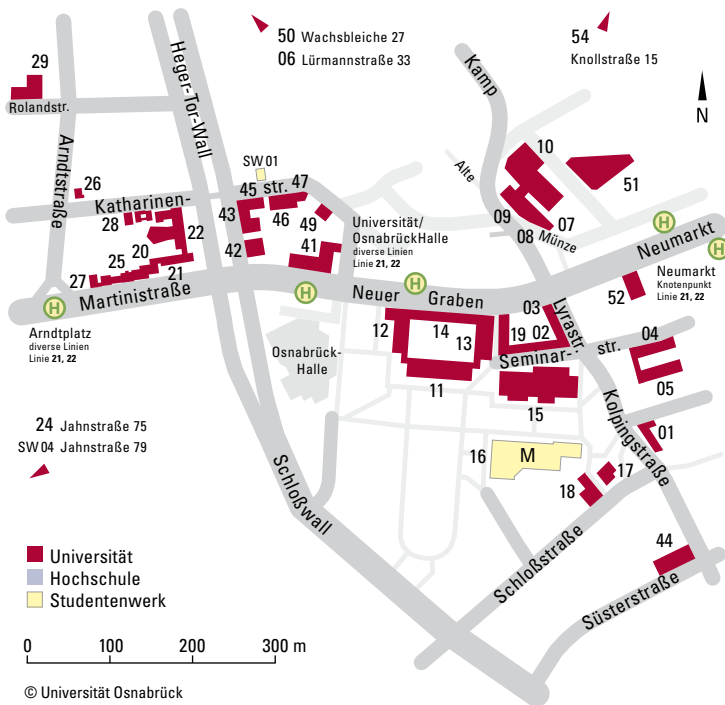 50 Wachsbleiche 27
06 Lürmannstraße 33
54
Knollstraße 15
N
29
Rolandstr.
Arndtstraße
Heger-Tor-Wall
Kamp
Alte
Münze
10
51
09
08
07
SW 01
26
Katharinen-
str.
45
47
46
49
43
42
41
28
22
20
25
27
21
Universität/
OsnabrückHalle
diverse Linien
Linie 21, 22
Neumarkt
H
H
Neumarkt
Knotenpunkt
Linie 21, 22
52
Martinistraße
Neuer
Graben
H
H
H
Arndtplatz
diverse Linien
Linie 21, 22
Osnabrück-
Halle
03
Lyrastr.
12
14
13
19
02
04
Seminar-
str.
11
15
05
Kolpingstraße
01
24 Jahnstraße 75
SW 04 Jahnstraße 79
16
M
17
18
Schloßwall
Schloßstraße
44
Süsterstraße
Universität
Hochschule
Studentenwerk
0 100 200 300 m
© Universität Osnabrück